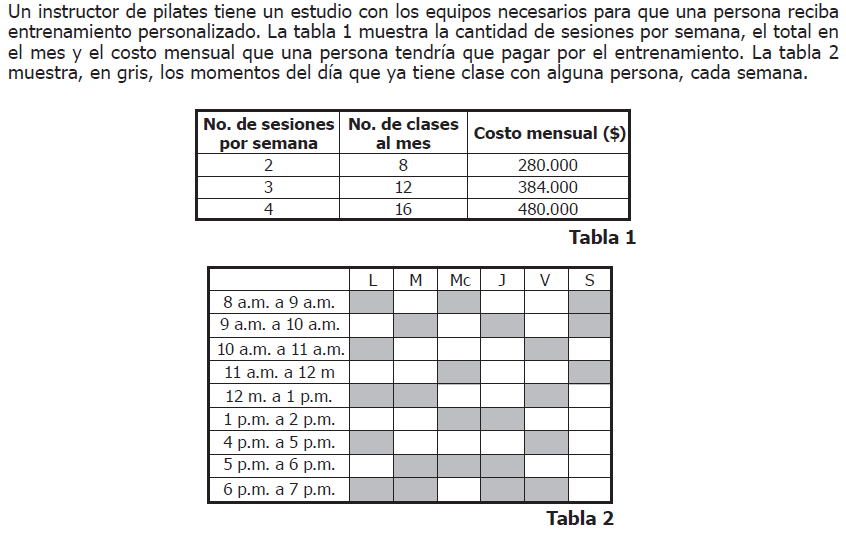 Un instructor de pilates tiene un estudio con los equipos necesarios para que una persona reciba
entrenamiento personalizado. La tabla 1 muestra la cantidad de sesiones por semana, el total en
el mes y el costo mensual que una persona tendría que pagar por el entrenamiento. La tabla 2
muestra, en gris, los momentos del día que ya tiene clase con alguna persona, cada semana.
No. de sesiones por semana No. de clases al mes Costo mensual ($)
2 8 280.000
3 12 384.000
4 16 480.000
Tabla 1
L M Mc J V S
8 a.m. a 9 a.m.
9 a.m. a 10 a.m.
10 a.m. a 11 a.m.
11 a.m. a 12 m
12 m. a 1 p.m.
1 p.m. a 2 p.m.
4 p.m. a 5 p.m.
5 p.m. a 6 p.m.
6 p.m. a 7 p.m.
Tabla 2